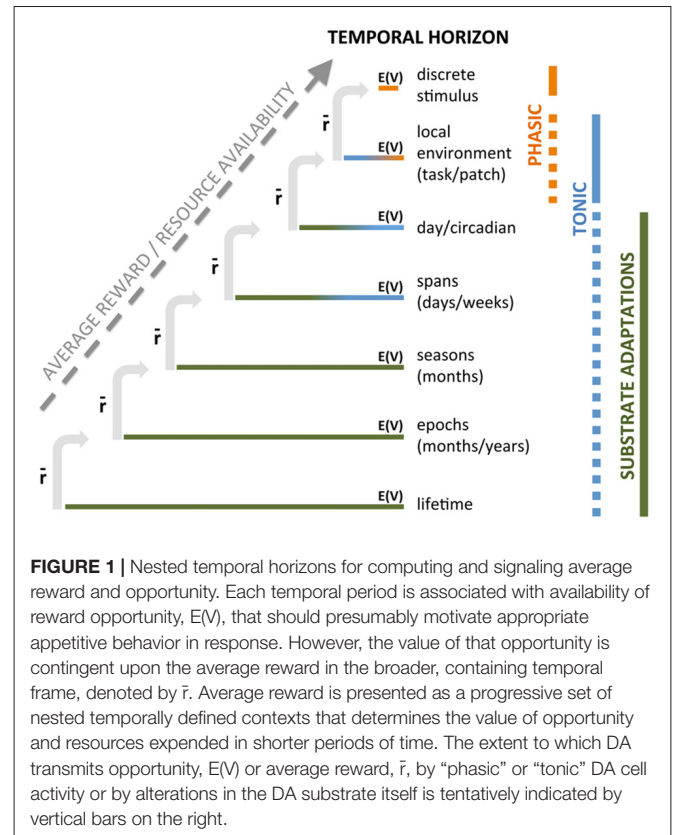 TEMPORAL HORIZON
AVERAGE REWARD / RESOURCE AVAILABILITY
E(V)
discrete
stimulus
r̄
E(V)
local
environment
(task/patch)
r̄
E(V)
day/circadian
r̄
E(V)
spans
(days/weeks)
r̄
E(V)
seasons
(months)
r̄
E(V)
epochs
(months/years)
r̄
E(V)
lifetime
PHASIC
TONIC
SUBSTRATE ADAPTATIONS
FIGURE 1 | Nested temporal horizons for computing and signaling average
reward and opportunity. Each temporal period is associated with availability of
reward opportunity, E(V), that should presumably motivate appropriate
appetitive behavior in response. However, the value of that opportunity is
contingent upon the average reward in the broader, containing temporal
frame, denoted by r̄. Average reward is presented as a progressive set of
nested temporally defined contexts that determines the value of opportunity
and resources expended in shorter periods of time. The extent to which DA
transmits opportunity, E(V) or average reward, r̄, by “phasic” or “tonic” DA cell
activity or by alterations in the DA substrate itself is tentatively indicated by
vertical bars on the right.